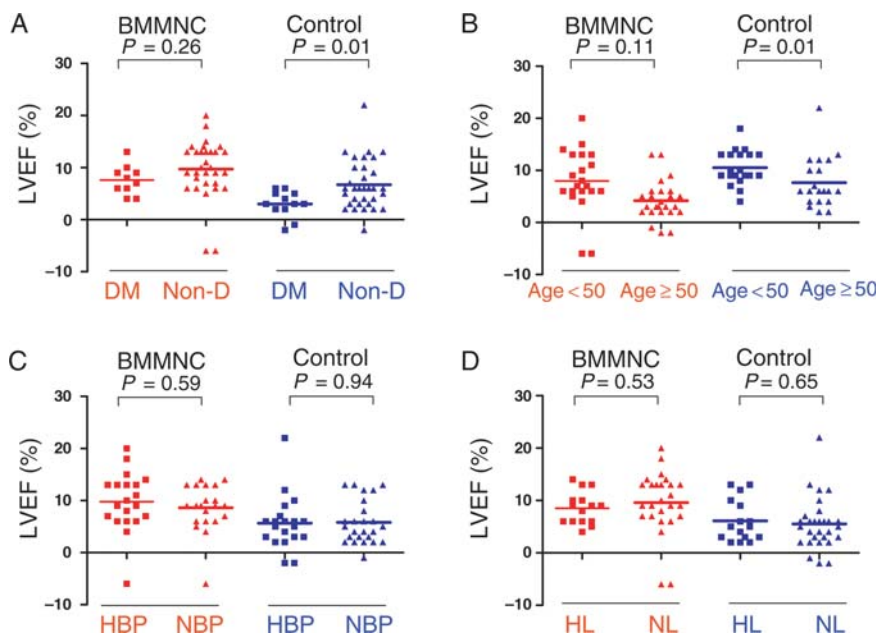 A
BMMNC
P = 0.26
Control
P = 0.01
LVEF (%)
30
20
10
0
−10
DM
Non-D
DM
Non-D
B
BMMNC
P = 0.11
Control
P = 0.01
LVEF (%)
30
20
10
0
−10
Age < 50
Age ≥ 50
Age < 50
Age ≥ 50
C
BMMNC
P = 0.59
Control
P = 0.94
LVEF (%)
30
20
10
0
−10
HBP
NBP
HBP
NBP
D
BMMNC
P = 0.53
Control
P = 0.65
LVEF (%)
30
20
10
0
−10
HL
NL
HL
NL